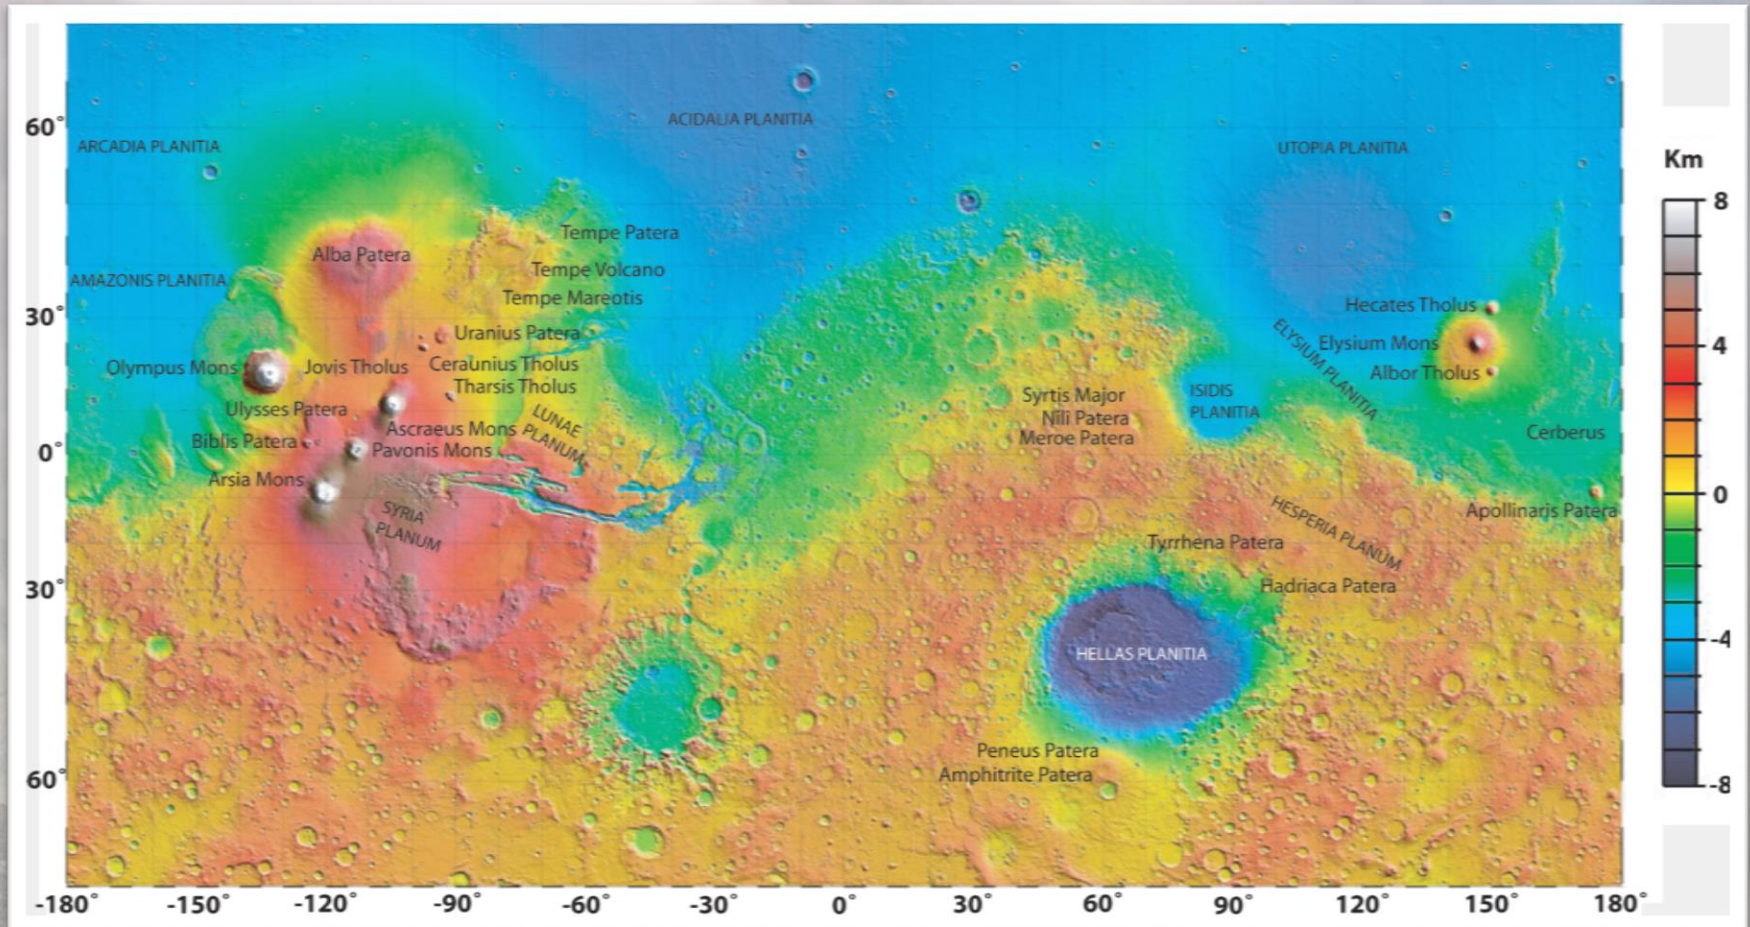 ACIDALIA PLANITIA
ARCADIA PLANITIA
UTOPIA PLANITIA
Tempe Patera
Alba Patera
Tempe Volcano
AMAZONIS PLANITIA
Tempe Mareotis
Hecates Tholus
Uranius Patera
Elysium Mons
ELYSIUM PLANITIA
Olympus Mons
Jovis Tholus
Ceraunius Tholus
Albor Tholus
Tharsis Tholus
ISIDIS
PLANITIA
Syrtis Major
Ulysses Patera
LUNAE
PLANUM
Nili Patera
Ascraeus Mons
Cerberus
Biblis Patera
Meroe Patera
Pavonis Mons
Arsia Mons
SYRIA
PLANUM
HESPERIA PLANUM
Apollinaris Patera
Tyrrhena Patera
Hadriaca Patera
HELLAS PLANITIA
Peneus Patera
Amphitrite Patera
60°
30°
0°
30°
60°
-180° -150° -120° -90° -60° -30° 0° 30° 60° 90° 120° 150° 180°
Km
8
4
0
-4
-8